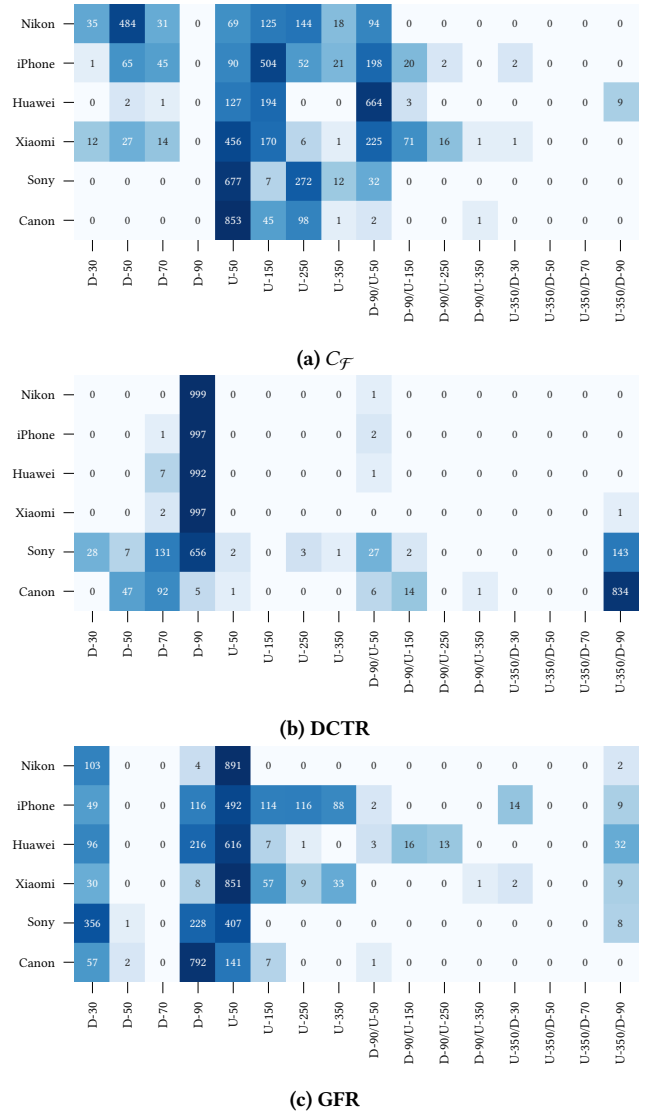 Nikon 35 484 31 0 69 125 144 18 94 0 0 0 0 0 0 0
iPhone 1 65 45 0 90 504 52 21 198 20 2 0 2 0 0 0
Huawei 0 2 1 0 127 194 0 0 664 3 0 0 0 0 0 9
Xiaomi 12 27 14 0 456 170 6 1 225 71 16 1 1 0 0 0
Sony 0 0 0 0 677 7 272 12 32 0 0 0 0 0 0 0
Canon 0 0 0 0 853 45 98 1 2 0 0 1 0 0 0 0
D-30 D-50 D-70 D-90 U-50 U-150 U-250 U-350 D-90/U-50 D-90/U-150 D-90/U-250 D-90/U-350 U-350/D-30 U-350/D-50 U-350/D-70 U-350/D-90
(a) C_ℱ
Nikon 0 0 0 999 0 0 0 0 1 0 0 0 0 0 0 0
iPhone 0 0 1 997 0 0 0 0 2 0 0 0 0 0 0 0
Huawei 0 0 7 992 0 0 0 0 1 0 0 0 0 0 0 0
Xiaomi 0 0 2 997 0 0 0 0 0 0 0 0 0 0 0 1
Sony 28 7 131 656 2 0 3 1 27 2 0 0 0 0 0 143
Canon 0 47 92 5 1 0 0 0 6 14 0 1 0 0 0 834
D-30 D-50 D-70 D-90 U-50 U-150 U-250 U-350 D-90/U-50 D-90/U-150 D-90/U-250 D-90/U-350 U-350/D-30 U-350/D-50 U-350/D-70 U-350/D-90
(b) DCTR
Nikon 103 0 0 4 891 0 0 0 0 0 0 0 0 0 0 2
iPhone 49 0 0 116 492 114 116 88 2 0 0 0 14 0 0 9
Huawei 96 0 0 216 616 7 1 0 3 16 13 0 0 0 0 32
Xiaomi 30 0 0 8 851 57 9 33 0 0 0 1 2 0 0 9
Sony 356 1 0 228 407 0 0 0 0 0 0 0 0 0 0 8
Canon 57 2 0 792 141 7 0 0 1 0 0 0 0 0 0 0
D-30 D-50 D-70 D-90 U-50 U-150 U-250 U-350 D-90/U-50 D-90/U-150 D-90/U-250 D-90/U-350 U-350/D-30 U-350/D-50 U-350/D-70 U-350/D-90
(c) GFR